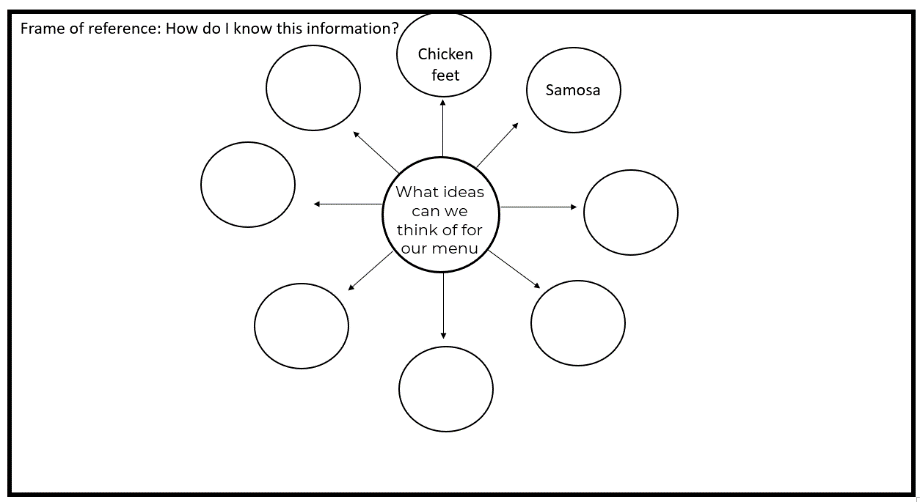 Frame of reference: How do I know this information?
Chicken
feet
Samosa
What ideas
can we
think of for
our menu